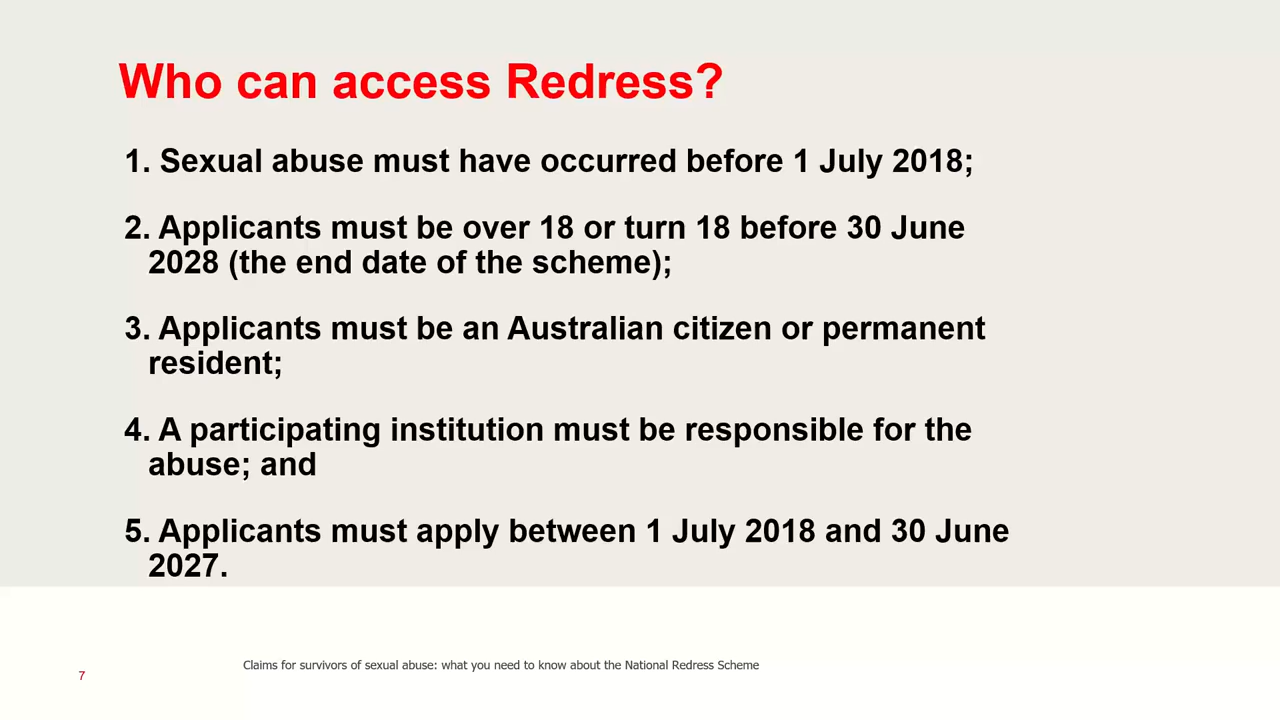 Who can access Redress?
1. Sexual abuse must have occurred before 1 July 2018;
2. Applicants must be over 18 or turn 18 before 30 June
2028 (the end date of the scheme);
3. Applicants must be an Australian citizen or permanent
resident;
4. A participating institution must be responsible for the
abuse; and
5. Applicants must apply between 1 July 2018 and 30 June
2027.
Claims for survivors of sexual abuse: what you need to know about the National Redress Scheme
7